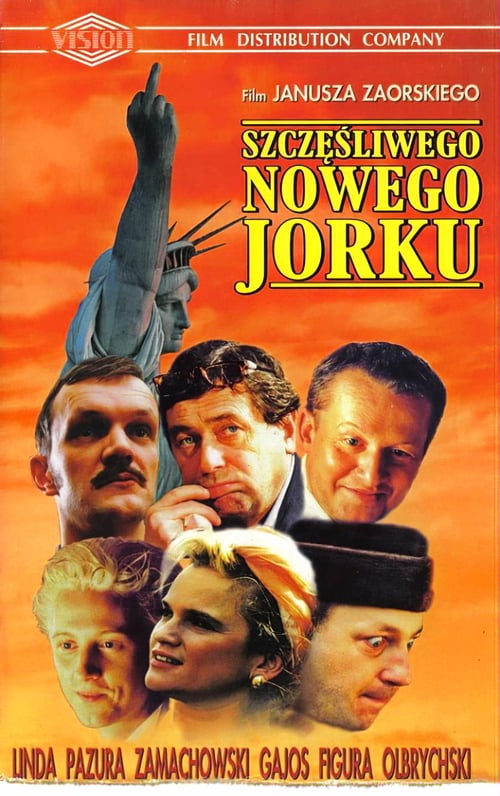 VISION
FILM DISTRIBUTION COMPANY
Film JANUSZA ZAORSKIEGO
SZCZĘŚLIWEGO
NOWEGO
JORKU
LINDA PAZURA ZAMACHOWSKI GAJOS FIGURA OLBRYCHSKI